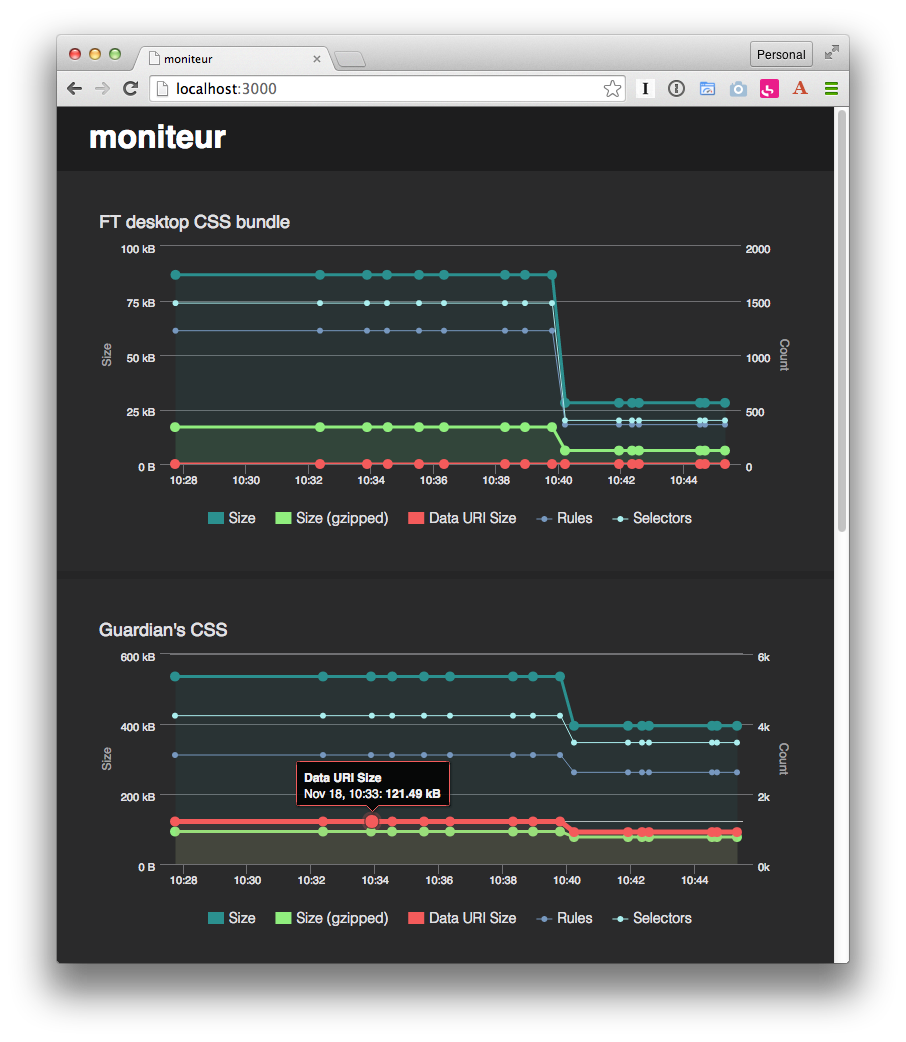 moniteur
Personal
localhost:3000
moniteur
FT desktop CSS bundle
100 kB
2000
75 kB
1500
Size
50 kB
1000
Count
25 kB
500
0 B
0
10:28 10:30 10:32 10:34 10:36 10:38 10:40 10:42 10:44
Size Size (gzipped) Data URI Size Rules Selectors
Guardian's CSS
600 kB
6k
400 kB
4k
Size
Count
Data URI Size
Nov 18, 10:33: 121.49 kB
200 kB
2k
0 B
0k
10:28 10:30 10:32 10:34 10:36 10:38 10:40 10:42 10:44
Size Size (gzipped) Data URI Size Rules Selectors